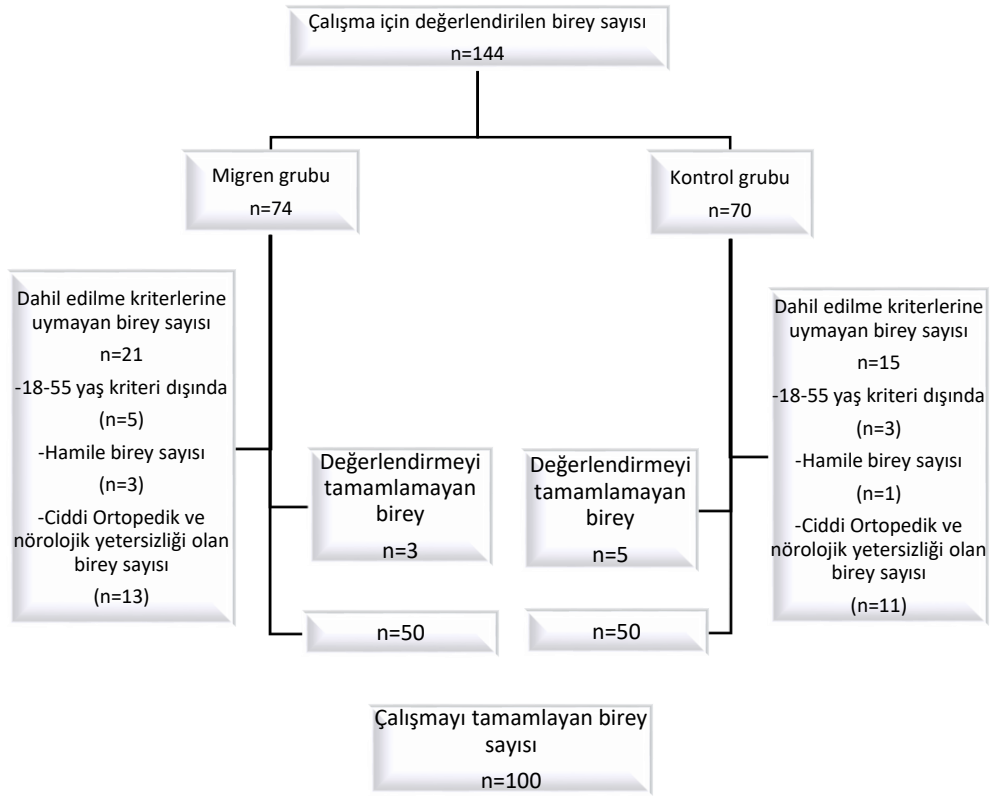 Çalışma için değerlendirilen birey sayısı
n=144
Migren grubu
n=74
Kontrol grubu
n=70
Dahil edilme kriterlerine
uymayan birey sayısı
n=21
-18-55 yaş kriteri dışında
(n=5)
-Hamile birey sayısı
(n=3)
-Ciddi Ortopedik ve
nörolojik yetersizliği olan
birey sayısı
(n=13)
Değerlendirmeyi
tamamlamayan
birey
n=3
Değerlendirmeyi
tamamlamayan
birey
n=5
Dahil edilme kriterlerine
uymayan birey sayısı
n=15
-18-55 yaş kriteri dışında
(n=3)
-Hamile birey sayısı
(n=1)
-Ciddi Ortopedik ve
nörolojik yetersizliği olan
birey sayısı
(n=11)
n=50
n=50
Çalışmayı tamamlayan birey
sayısı
n=100